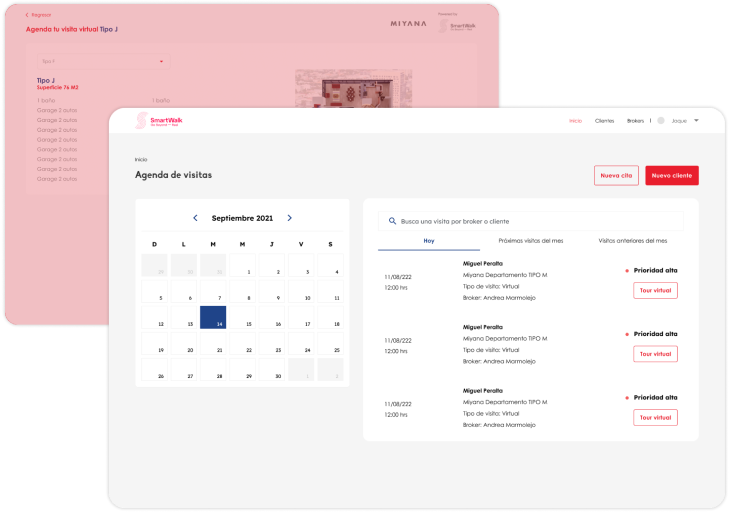 Regresar
Agenda tu visita virtual Tipo J
MIYANA
Powered by
SmartWalk
Tipo F
Tipo J
Superficie 76 M2
1 baño
1 baño
Garage 2 autos
Garage 2 autos
Garage 2 autos
Garage 2 autos
Garage 2 autos
Garage 2 autos
Garage 2 autos
Garage 2 autos
SmartWalk
Inicio
Clientes
Brokers
Jaque
Inicio
Agenda de visitas
Nueva cita
Nuevo cliente
Septiembre 2021
D L M M J V S
29 30 31 1 2 3 4
5 6 7 8 9 10 11
12 13 14 15 16 17 18
19 20 21 22 23 24 25
26 27 28 29 30 1 2
Busca una visita por broker o cliente
Hoy
Próximas visitas del mes
Visitas anteriores del mes
11/08/222
12:00 hrs
Miguel Peralta
Miyana Departamento TIPO M
Tipo de visita: Virtual
Broker: Andrea Marmolejo
Prioridad alta
Tour virtual
11/08/222
12:00 hrs
Miguel Peralta
Miyana Departamento TIPO M
Tipo de visita: Virtual
Broker: Andrea Marmolejo
Prioridad alta
Tour virtual
11/08/222
12:00 hrs
Miguel Peralta
Miyana Departamento TIPO M
Tipo de visita: Virtual
Broker: Andrea Marmolejo
Prioridad alta
Tour virtual